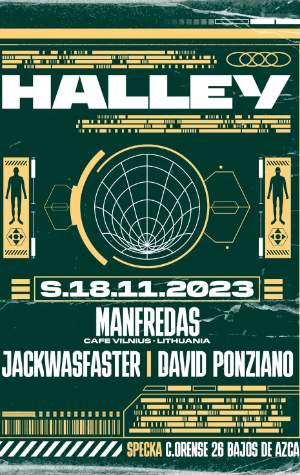 HALLEY
S.18.11.2023
MANFREDAS
CAFE VILNIUS - LITHUANIA
JACKWASFASTER | DAVID PONZIANO
SPECKA C.ORENSE 26 BAJOS DE AZCA